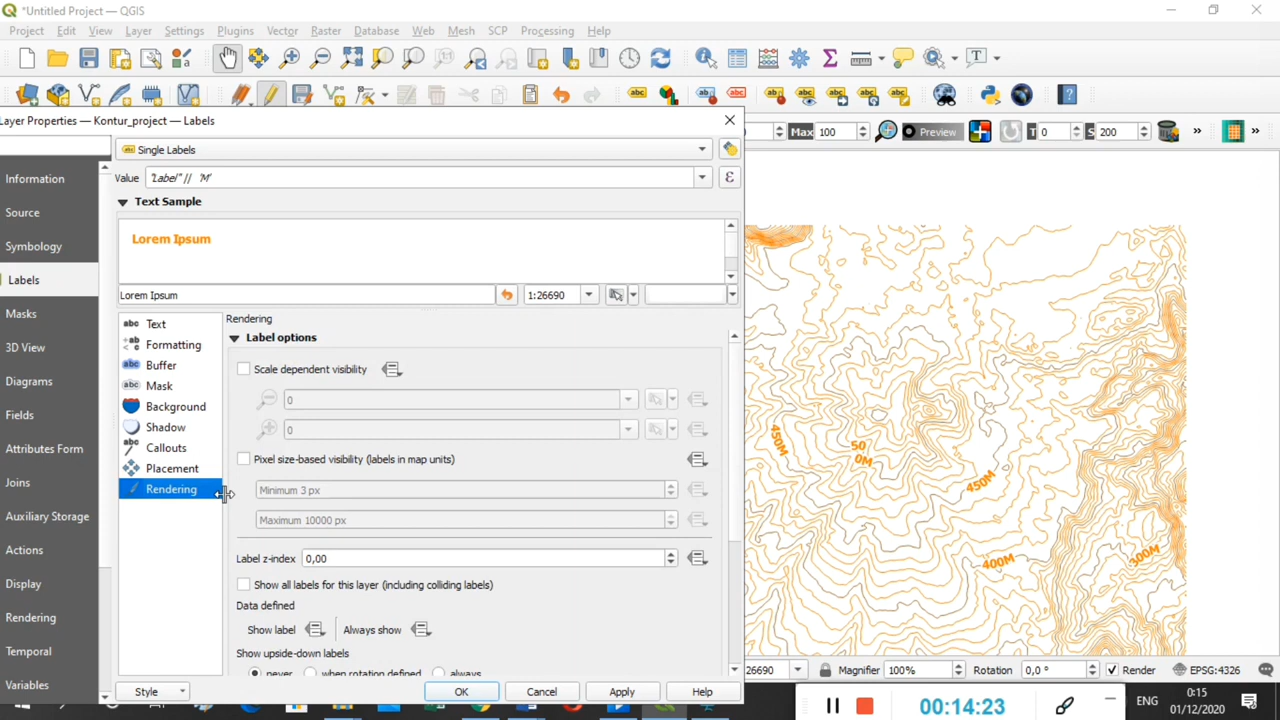 *Untitled Project — QGIS
Project Edit View Layer Settings Plugins Vector Raster Database Web Mesh SCP Processing Help
Max 100 Preview T 0 S 200 » »
Layer Properties — Kontur_project — Labels
Single Labels
Value "Label" // 'M'
Text Sample
Lorem Ipsum
Lorem Ipsum 1:26690
Information
Source
Symbology
Labels
Masks
3D View
Diagrams
Fields
Attributes Form
Joins
Auxiliary Storage
Actions
Display
Rendering
Temporal
Variables
Text
Formatting
Buffer
Mask
Background
Shadow
Callouts
Placement
Rendering
Rendering
Label options
Scale dependent visibility
0
0
Pixel size-based visibility (labels in map units)
Minimum 3 px
Maximum 10000 px
Label z-index 0,00
Show all labels for this layer (including colliding labels)
Data defined
Show label Always show
Show upside-down labels
never when rotation defined always
Style OK Cancel Apply Help
450M
50
0M
450M
400M
26690 Magnifier 100% Rotation 0,0 ° Render EPSG:4326
00:14:23
ENG 0:15
01/12/2020